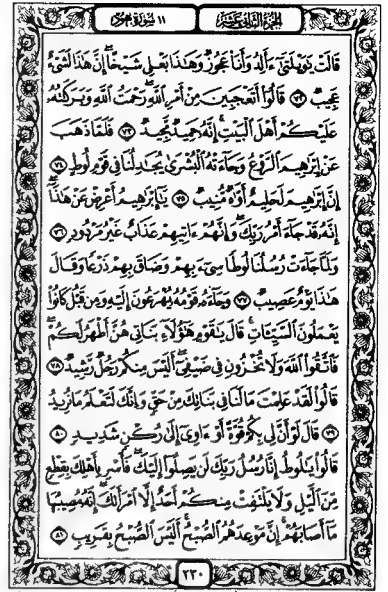 الجزء الثاني عشر
١١ سورة هود
قَالَتْ يَٰوَيْلَتَىٰٓ ءَأَلِدُ وَأَنَا۠ عَجُوزٌ وَهَٰذَا بَعْلِى شَيْخًا ۖ إِنَّ هَٰذَا لَشَىْءٌ
عَجِيبٌ ٧٢ قَالُوٓا۟ أَتَعْجَبِينَ مِنْ أَمْرِ ٱللَّهِ ۖ رَحْمَتُ ٱللَّهِ وَبَرَكَٰتُهُۥ
عَلَيْكُمْ أَهْلَ ٱلْبَيْتِ ۚ إِنَّهُۥ حَمِيدٌ مَّجِيدٌ ٧٣ فَلَمَّا ذَهَبَ
عَنْ إِبْرَٰهِيمَ ٱلرَّوْعُ وَجَآءَتْهُ ٱلْبُشْرَىٰ يُجَٰدِلُنَا فِى قَوْمِ لُوطٍ ٧٤
إِنَّ إِبْرَٰهِيمَ لَحَلِيمٌ أَوَّٰهٌ مُّنِيبٌ ٧٥ يَٰٓإِبْرَٰهِيمُ أَعْرِضْ عَنْ هَٰذَآ ۖ
إِنَّهُۥ قَدْ جَآءَ أَمْرُ رَبِّكَ ۖ وَإِنَّهُمْ ءَاتِيهِمْ عَذَابٌ غَيْرُ مَرْدُودٍ ٧٦
وَلَمَّا جَآءَتْ رُسُلُنَا لُوطًا سِىٓءَ بِهِمْ وَضَاقَ بِهِمْ ذَرْعًا وَقَالَ
هَٰذَا يَوْمٌ عَصِيبٌ ٧٧ وَجَآءَهُۥ قَوْمُهُۥ يُهْرَعُونَ إِلَيْهِ وَمِن قَبْلُ كَانُوا۟
يَعْمَلُونَ ٱلسَّيِّـَٔاتِ ۚ قَالَ يَٰقَوْمِ هَٰٓؤُلَآءِ بَنَاتِى هُنَّ أَطْهَرُ لَكُمْ ۖ
فَٱتَّقُوا۟ ٱللَّهَ وَلَا تُخْزُونِ فِى ضَيْفِىٓ ۖ أَلَيْسَ مِنكُمْ رَجُلٌ رَّشِيدٌ ٧٨
قَالُوا۟ لَقَدْ عَلِمْتَ مَا لَنَا فِى بَنَاتِكَ مِنْ حَقٍّ وَإِنَّكَ لَتَعْلَمُ مَا نُرِيدُ
٧٩ قَالَ لَوْ أَنَّ لِى بِكُمْ قُوَّةً أَوْ ءَاوِىٓ إِلَىٰ رُكْنٍ شَدِيدٍ ٨٠
قَالُوا۟ يَٰلُوطُ إِنَّا رُسُلُ رَبِّكَ لَن يَصِلُوٓا۟ إِلَيْكَ ۖ فَأَسْرِ بِأَهْلِكَ بِقِطْعٍ
مِّنَ ٱلَّيْلِ وَلَا يَلْتَفِتْ مِنكُمْ أَحَدٌ إِلَّا ٱمْرَأَتَكَ ۖ إِنَّهُۥ مُصِيبُهَا
مَآ أَصَابَهُمْ ۚ إِنَّ مَوْعِدَهُمُ ٱلصُّبْحُ ۚ أَلَيْسَ ٱلصُّبْحُ بِقَرِيبٍ ٨١
٢٣٠